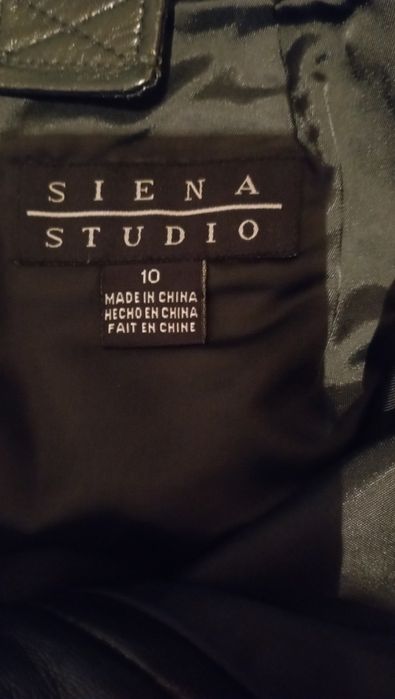 SIENA
STUDIO
10
MADE IN CHINA
HECHO EN CHINA
FAIT EN CHINE